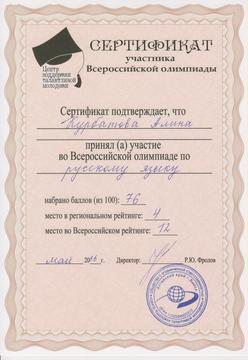 СЕРТИФИКАТ
участника
Всероссийской олимпиады
Центр
поддержки
талантливой
молодежи
Сертификат подтверждает, что
Курбатова Алина
принял (а) участие
во Всероссийской олимпиаде по
русскому языку
набрано баллов (из 100): 76
место в региональном рейтинге: 4
место во Всероссийском рейтинге: 12
май 2016 г. Директор: Р.Ю. Фролов